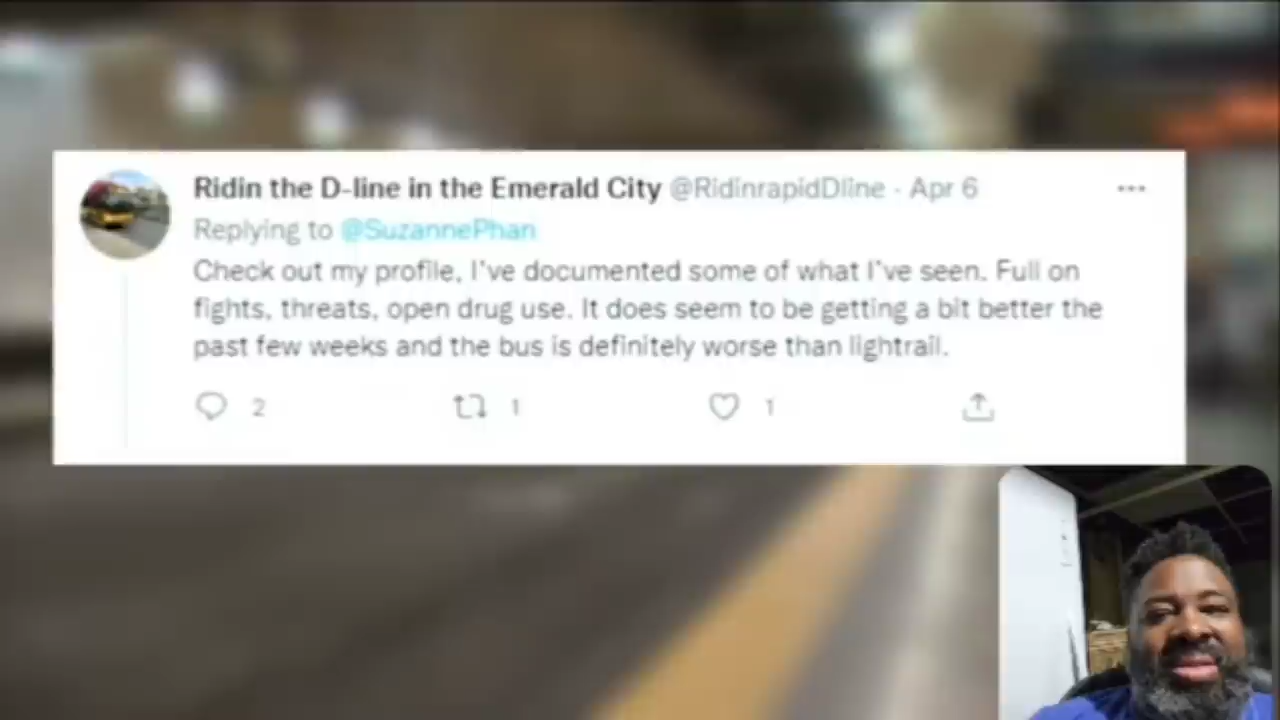 Ridin the D-line in the Emerald City @RidinrapidDline · Apr 6
Replying to @SuzannePhan
Check out my profile, I've documented some of what I've seen. Full on
fights, threats, open drug use. It does seem to be getting a bit better the
past few weeks and the bus is definitely worse than lightrail.
2 1 1